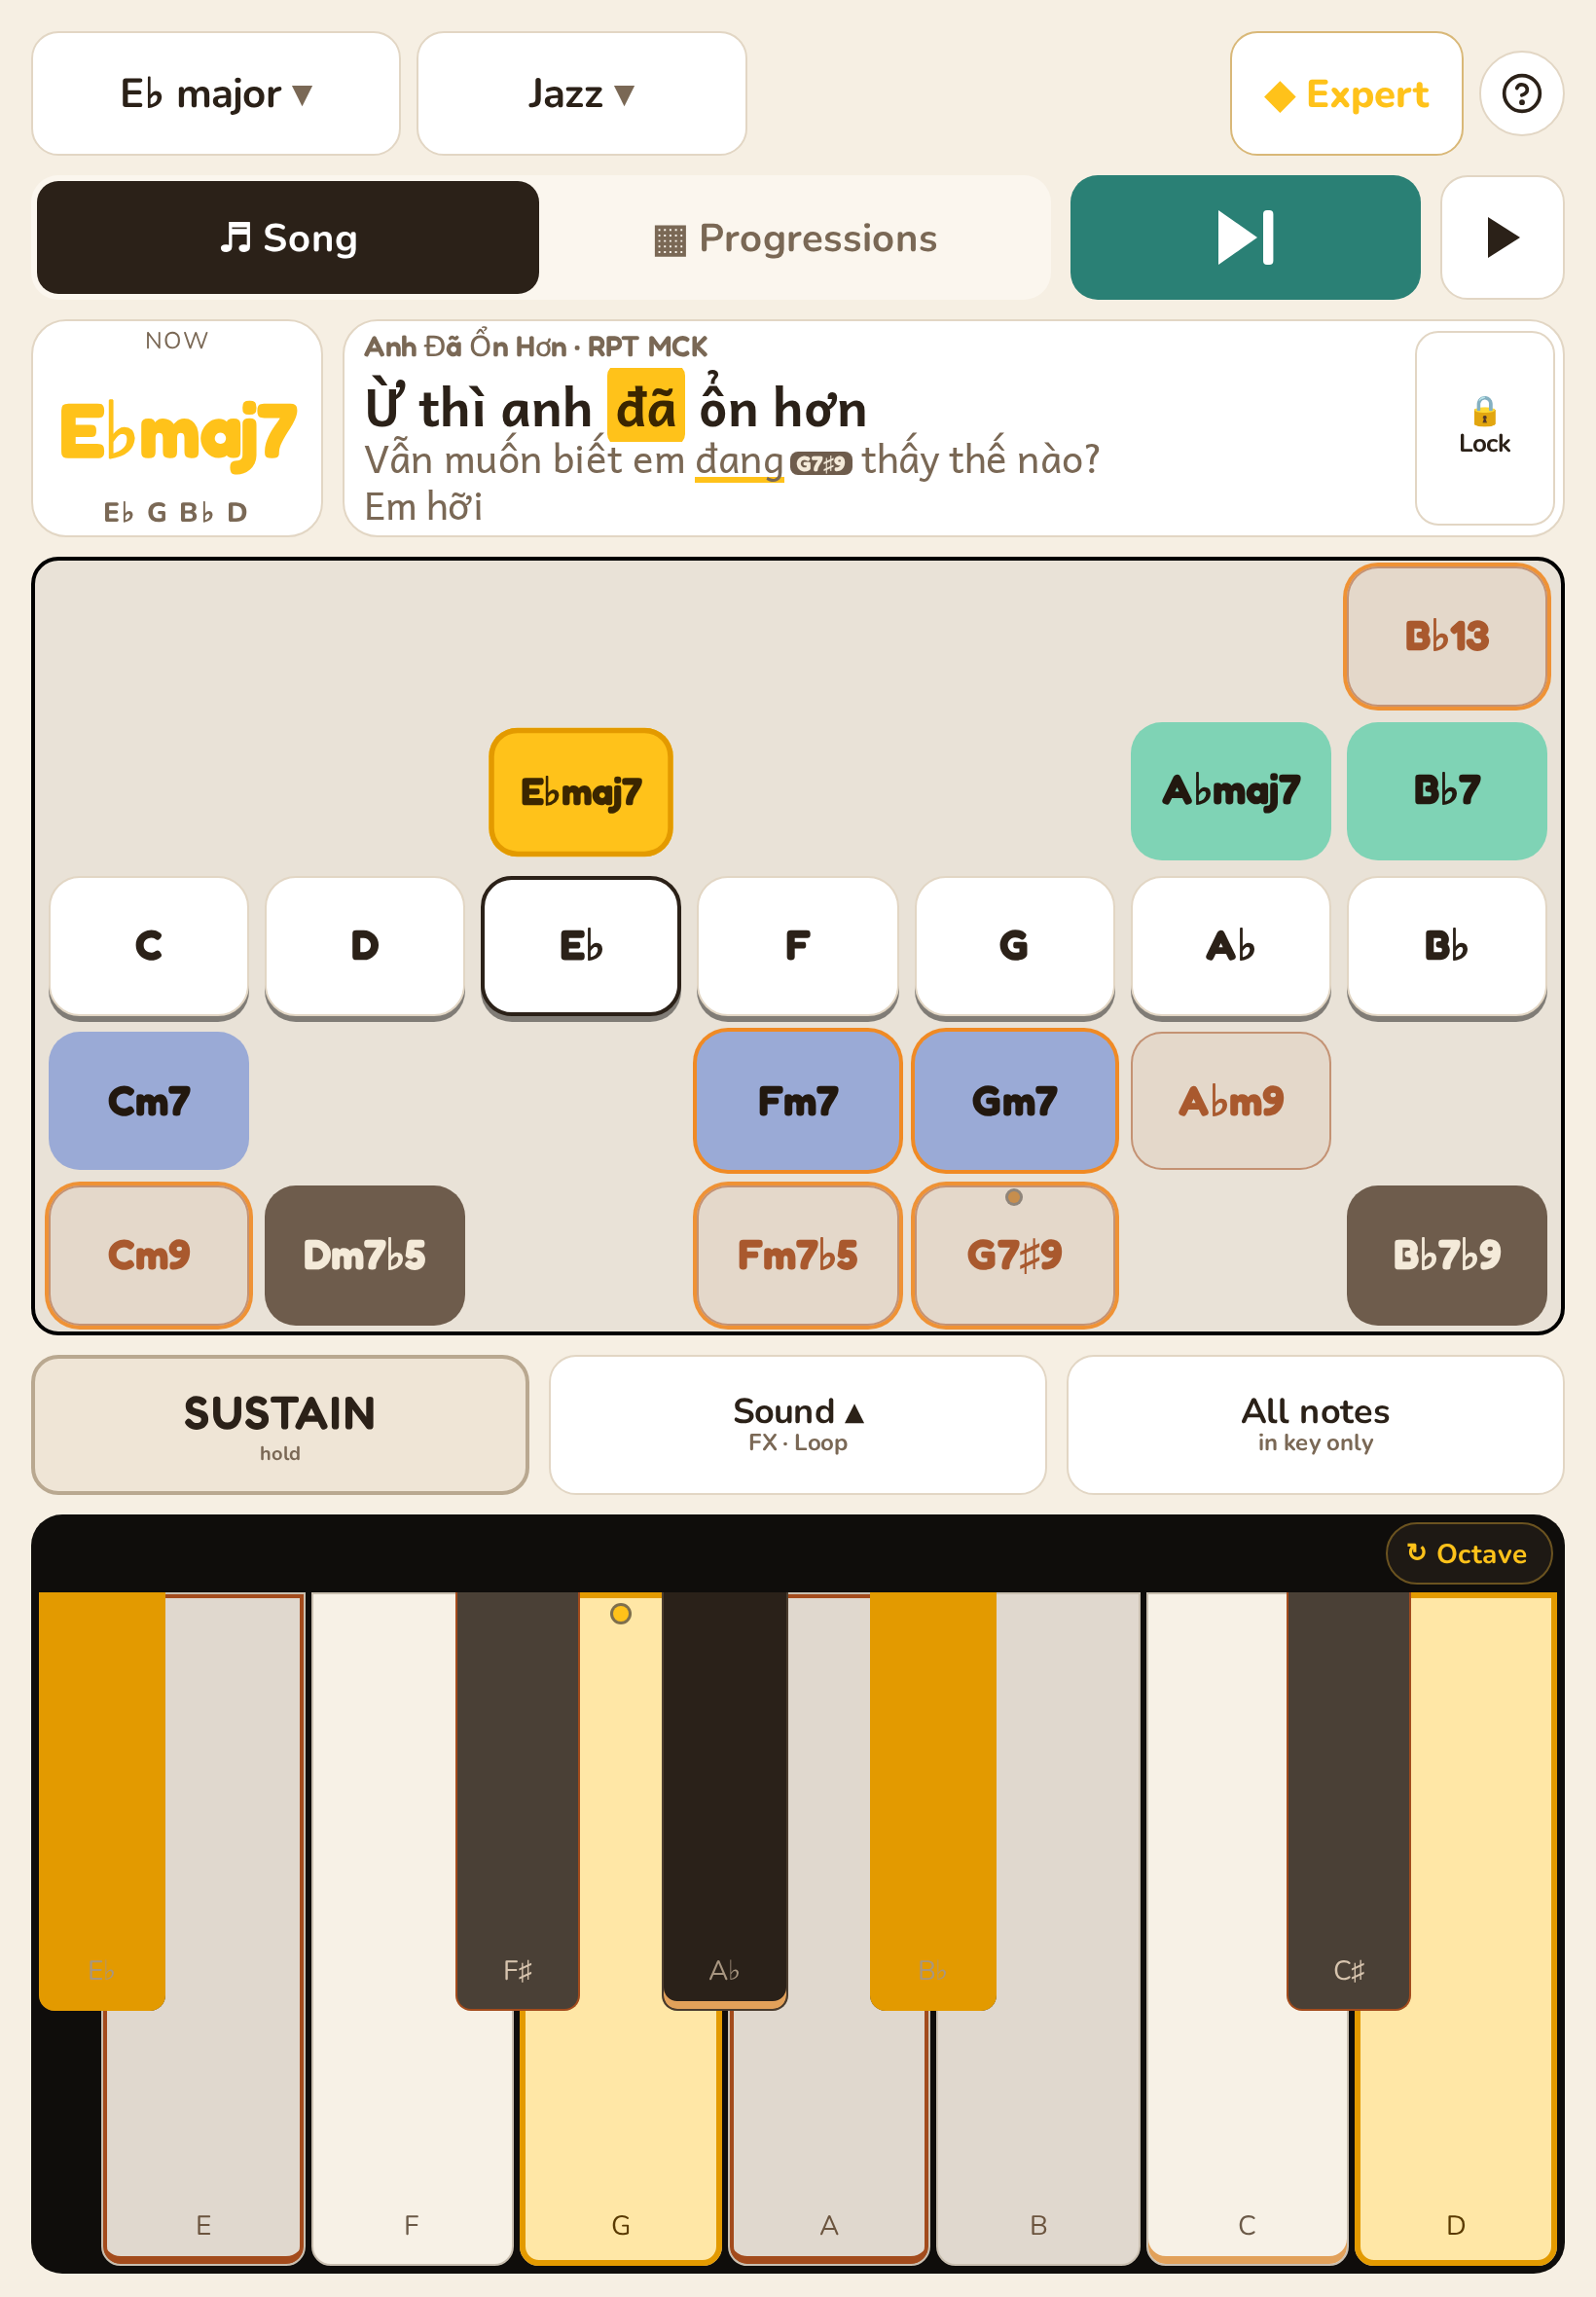 E♭ major ▾
Jazz ▾
◆ Expert
?
♬ Song
▦ Progressions
NOW
E♭maj7
E♭ G B♭ D
Anh Đã Ổn Hơn · RPT MCK
Ừ thì anh đã ổn hơn
Vẫn muốn biết em đang G7♯9 thấy thế nào?
Em hỡi
🔒
Lock
B♭13
E♭maj7
A♭maj7
B♭7
C
D
E♭
F
G
A♭
B♭
Cm7
Fm7
Gm7
A♭m9
Cm9
Dm7♭5
Fm7♭5
G7♯9
B♭7♭9
SUSTAIN
hold
Sound ▴
FX · Loop
All notes
in key only
↻ Octave
E♭
F♯
A♭
B♭
C♯
E
F
G
A
B
C
D